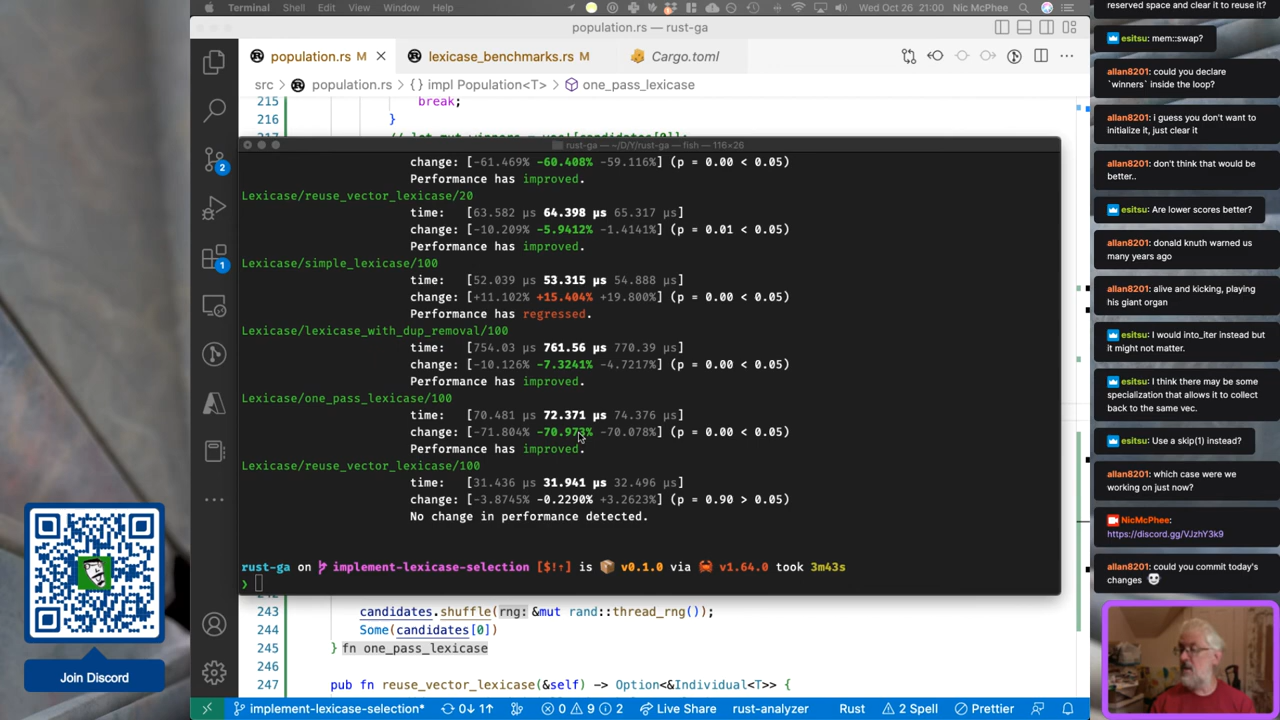 Terminal Shell Edit View Window Help
Wed Oct 26 21:00 Nic McPhee
population.rs — rust-ga
population.rs M
lexicase_benchmarks.rs M
Cargo.toml
src > population.rs > {} impl Population<T> > one_pass_lexicase
215 break;
216 }
217 // let mut winners = vec![candidates[0]];
rust-ga — ~/D/Y/rust-ga — fish — 116×26
change: [-61.469% -60.408% -59.116%] (p = 0.00 < 0.05)
Performance has improved.
Lexicase/reuse_vector_lexicase/20
time: [63.582 µs 64.398 µs 65.317 µs]
change: [-10.209% -5.9412% -1.4141%] (p = 0.01 < 0.05)
Performance has improved.
Lexicase/simple_lexicase/100
time: [52.039 µs 53.315 µs 54.888 µs]
change: [+11.102% +15.404% +19.800%] (p = 0.00 < 0.05)
Performance has regressed.
Lexicase/lexicase_with_dup_removal/100
time: [754.03 µs 761.56 µs 770.39 µs]
change: [-10.126% -7.3241% -4.7217%] (p = 0.00 < 0.05)
Performance has improved.
Lexicase/one_pass_lexicase/100
time: [70.481 µs 72.371 µs 74.376 µs]
change: [-71.804% -70.973% -70.078%] (p = 0.00 < 0.05)
Performance has improved.
Lexicase/reuse_vector_lexicase/100
time: [31.436 µs 31.941 µs 32.496 µs]
change: [-3.8745% -0.2290% +3.2623%] (p = 0.90 > 0.05)
No change in performance detected.
rust-ga on implement-lexicase-selection [$!↑] is 📦 v0.1.0 via 🦀 v1.64.0 took 3m43s
❯
243 candidates.shuffle(rng: &mut rand::thread_rng());
244 Some(candidates[0])
245 } fn one_pass_lexicase
246
247 pub fn reuse_vector_lexicase(&self) -> Option<&Individual<T>> {
implement-lexicase-selection* 0↓ 1↑ 0 9 2 Live Share rust-analyzer Rust 2 Spell Prettier
2
1
Join Discord
reserved space and clear it to reuse it?
esitsu: mem::swap?
allan8201: could you declare
`winners` inside the loop?
allan8201: i guess you don't want to
initialize it, just clear it
allan8201: don't think that would be
better..
esitsu: Are lower scores better?
allan8201: donald knuth warned us
many years ago
allan8201: alive and kicking, playing
his giant organ
esitsu: I would into_iter instead but
it might not matter.
esitsu: I think there may be some
specialization that allows it to collect
back to the same vec.
esitsu: Use a skip(1) instead?
allan8201: which case were we
working on just now?
NicMcPhee:
https://discord.gg/VJzhY3k9
allan8201: could you commit today's
changes